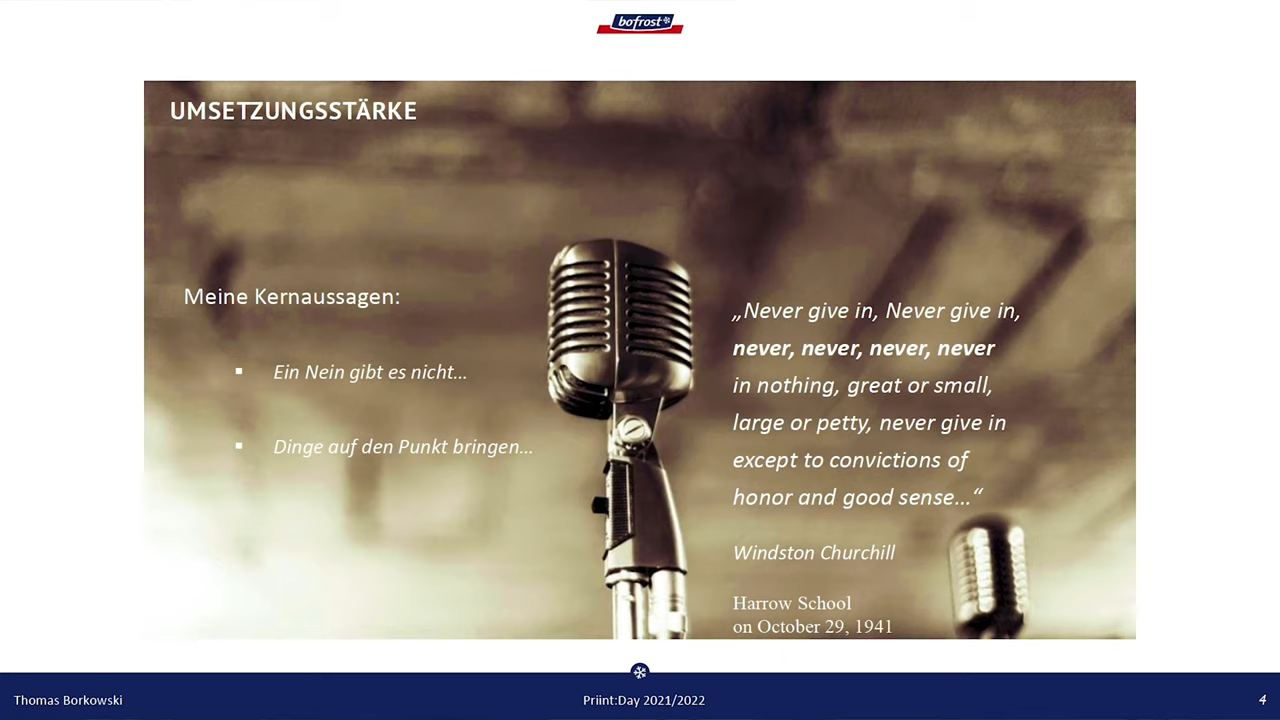 bofrost*
UMSETZUNGSSTÄRKE
Meine Kernaussagen:
▪ Ein Nein gibt es nicht...
▪ Dinge auf den Punkt bringen...
„Never give in, Never give in,
never, never, never, never
in nothing, great or small,
large or petty, never give in
except to convictions of
honor and good sense...“
Windston Churchill
Harrow School
on October 29, 1941
Thomas Borkowski
Priint:Day 2021/2022
4